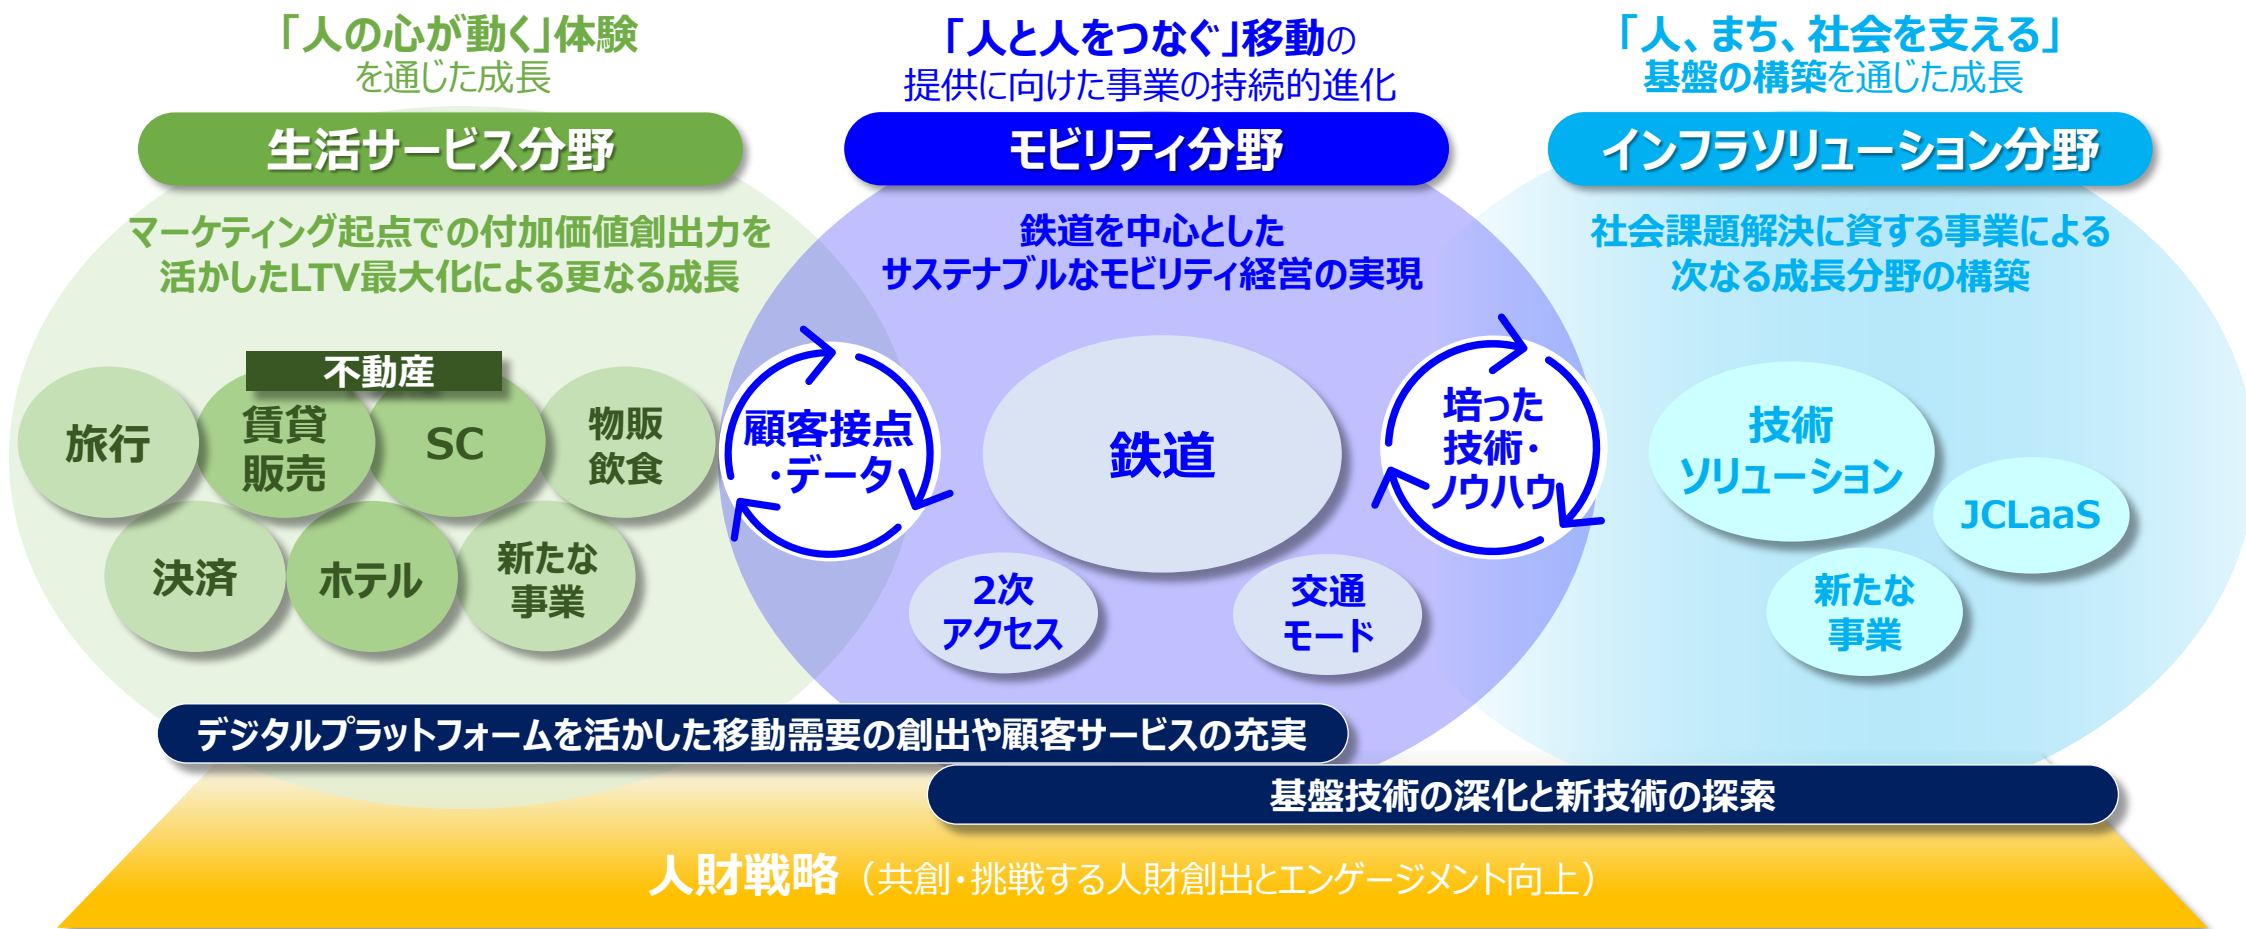 「人の心が動く」体験
を通じた成長
生活サービス分野
マーケティング起点での付加価値創出力を
活かしたLTV最大化による更なる成長
不動産
旅行
賃貸
販売
SC
物販
飲食
決済
ホテル
新たな
事業
顧客接点
・データ
「人と人をつなぐ」移動の
提供に向けた事業の持続的進化
モビリティ分野
鉄道を中心とした
サステナブルなモビリティ経営の実現
鉄道
2次
アクセス
交通
モード
培った
技術・
ノウハウ
「人、まち、社会を支える」
基盤の構築を通じた成長
インフラソリューション分野
社会課題解決に資する事業による
次なる成長分野の構築
技術
ソリューション
JCLaaS
新たな
事業
デジタルプラットフォームを活かした移動需要の創出や顧客サービスの充実
基盤技術の深化と新技術の探索
人財戦略（共創・挑戦する人財創出とエンゲージメント向上）